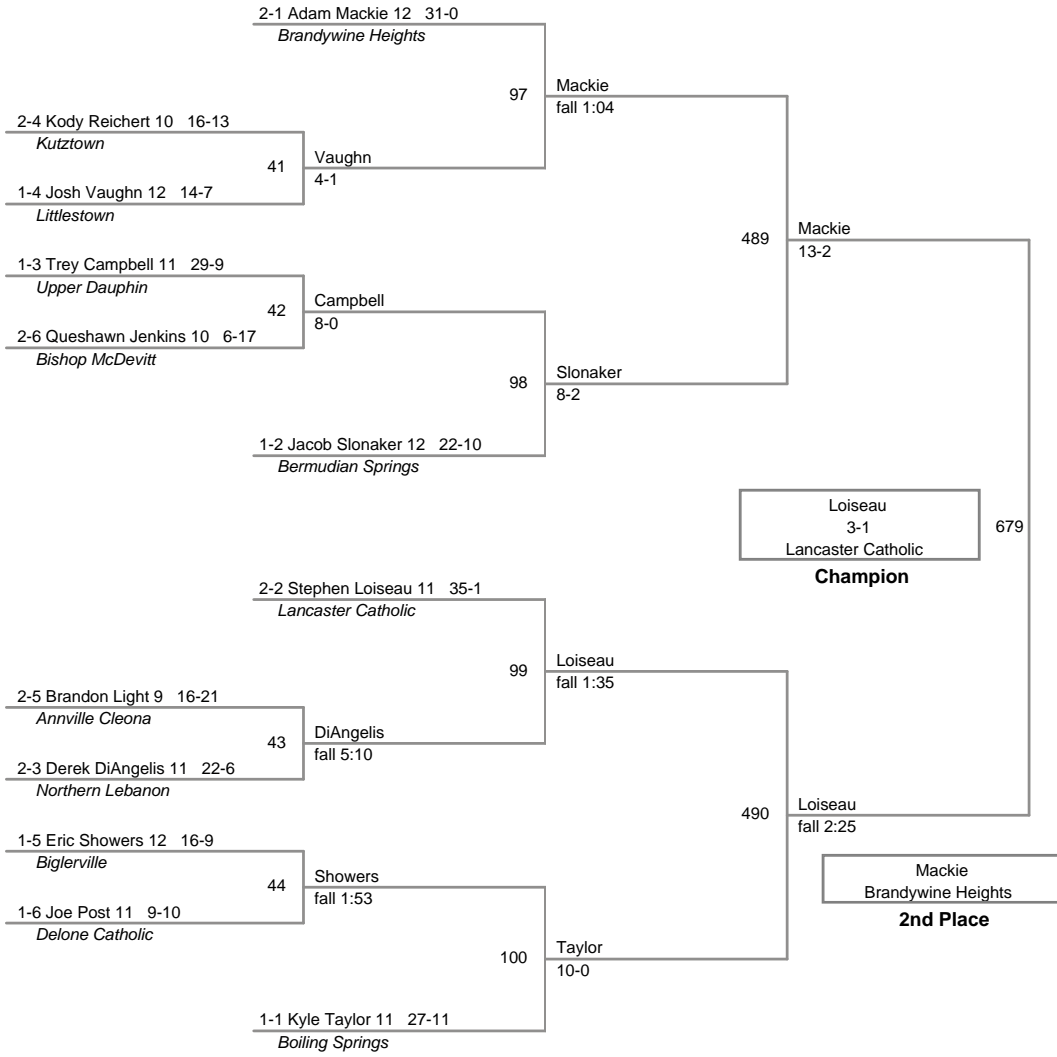 2-1 Adam Mackie 12 31-0
Brandywine Heights
97
Mackie
fall 1:04
2-4 Kody Reichert 10 16-13
Kutztown
41
Vaughn
4-1
1-4 Josh Vaughn 12 14-7
Littlestown
489
Mackie
13-2
1-3 Trey Campbell 11 29-9
Upper Dauphin
42
Campbell
8-0
2-6 Queshawn Jenkins 10 6-17
Bishop McDevitt
98
Slonaker
8-2
1-2 Jacob Slonaker 12 22-10
Bermudian Springs
Loiseau
3-1
Lancaster Catholic
Champion
679
2-2 Stephen Loiseau 11 35-1
Lancaster Catholic
99
Loiseau
fall 1:35
2-5 Brandon Light 9 16-21
Annville Cleona
43
DiAngelis
fall 5:10
2-3 Derek DiAngelis 11 22-6
Northern Lebanon
490
Loiseau
fall 2:25
1-5 Eric Showers 12 16-9
Biglerville
44
Showers
fall 1:53
1-6 Joe Post 11 9-10
Delone Catholic
Mackie
Brandywine Heights
2nd Place
100
Taylor
10-0
1-1 Kyle Taylor 11 27-11
Boiling Springs